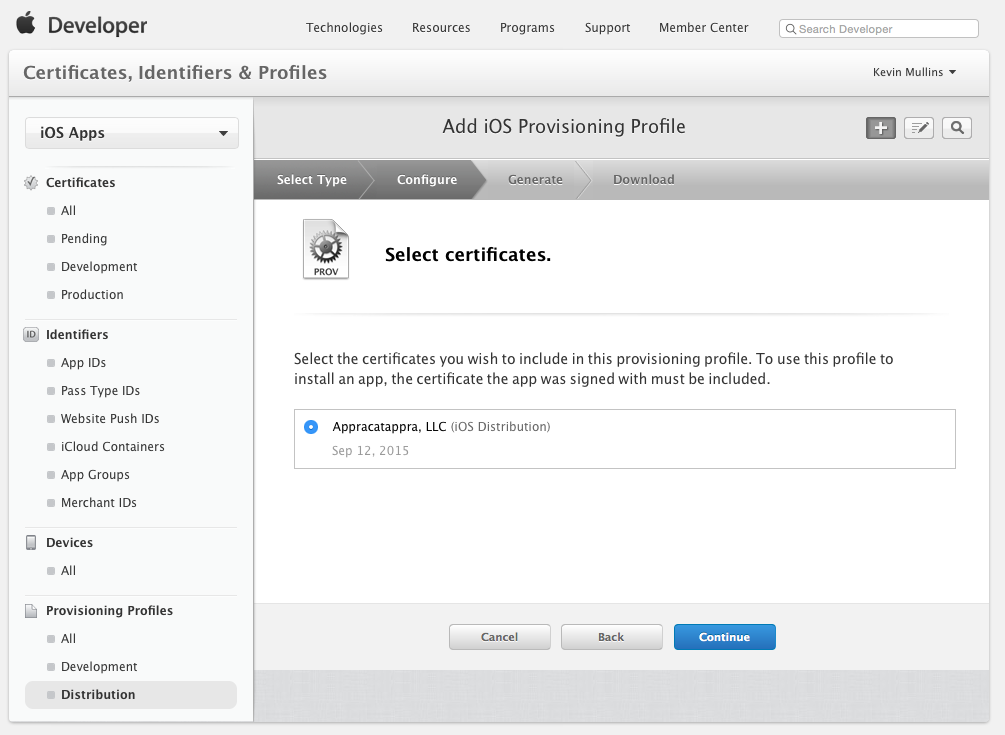 Developer
Technologies Resources Programs Support Member Center Search Developer
Certificates, Identifiers & Profiles
Kevin Mullins
iOS Apps
Certificates
All
Pending
Development
Production
ID Identifiers
App IDs
Pass Type IDs
Website Push IDs
iCloud Containers
App Groups
Merchant IDs
Devices
All
Provisioning Profiles
All
Development
Distribution
Add iOS Provisioning Profile
Select Type Configure Generate Download
PROV
Select certificates.
Select the certificates you wish to include in this provisioning profile. To use this profile to
install an app, the certificate the app was signed with must be included.
Appracatappra, LLC (iOS Distribution)
Sep 12, 2015
Cancel Back Continue